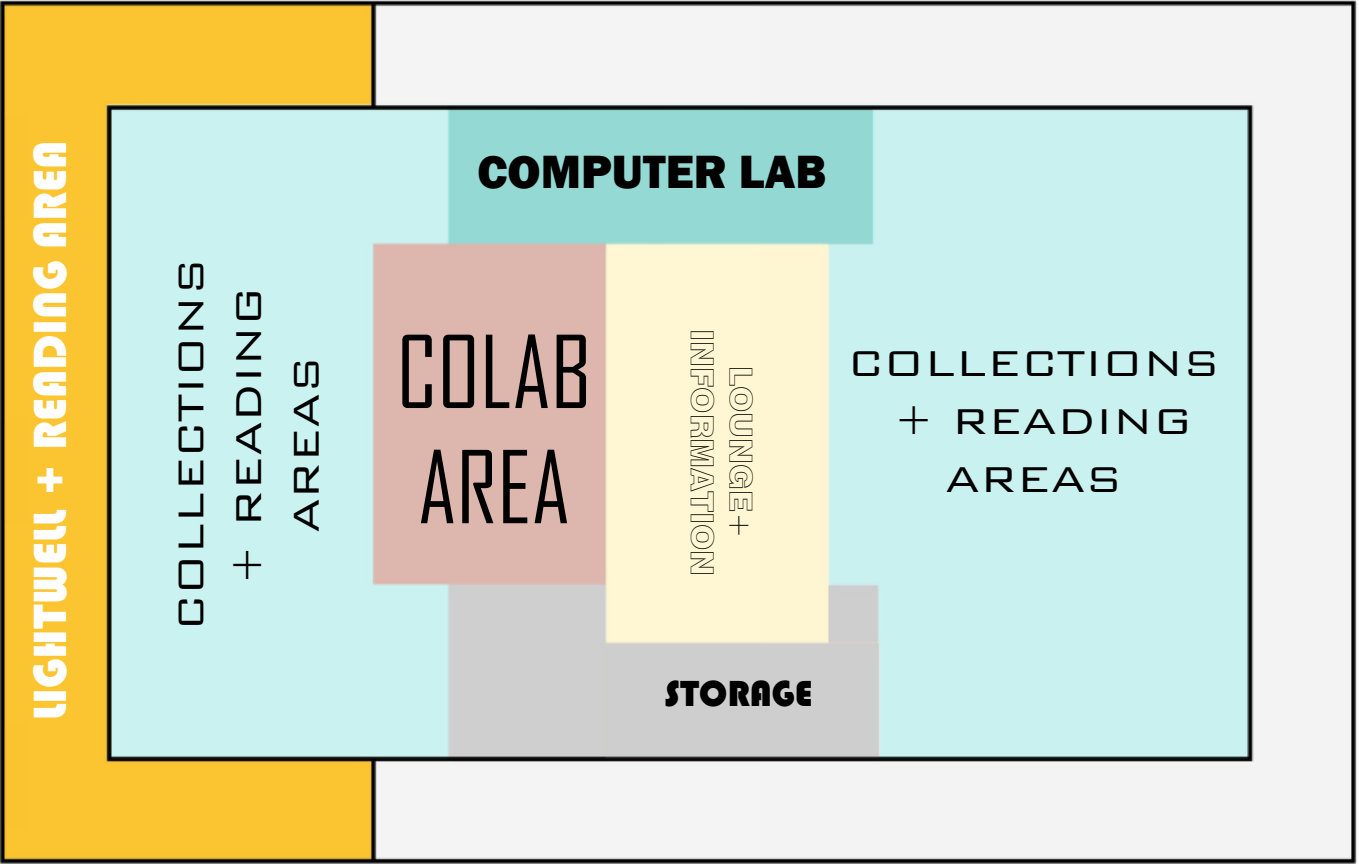 LIGHTWELL + READING AREA
COLLECTIONS
+ READING
AREAS
COMPUTER LAB
COLAB
AREA
LOUNGE+
INFORMATION
COLLECTIONS
+ READING
AREAS
STORAGE